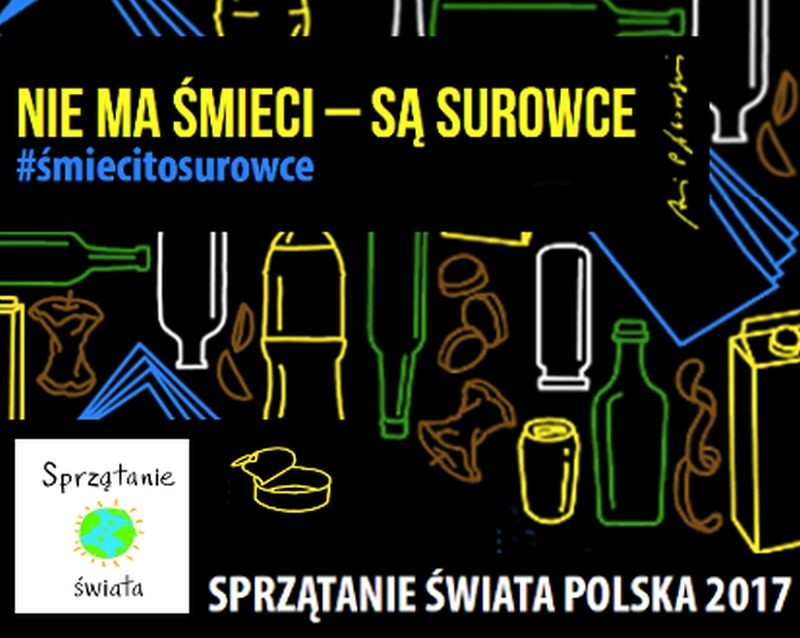 NIE MA ŚMIECI – SĄ SUROWCE
#śmiecitosurowce
Sprzątanie
świata
SPRZĄTANIE ŚWIATA POLSKA 2017